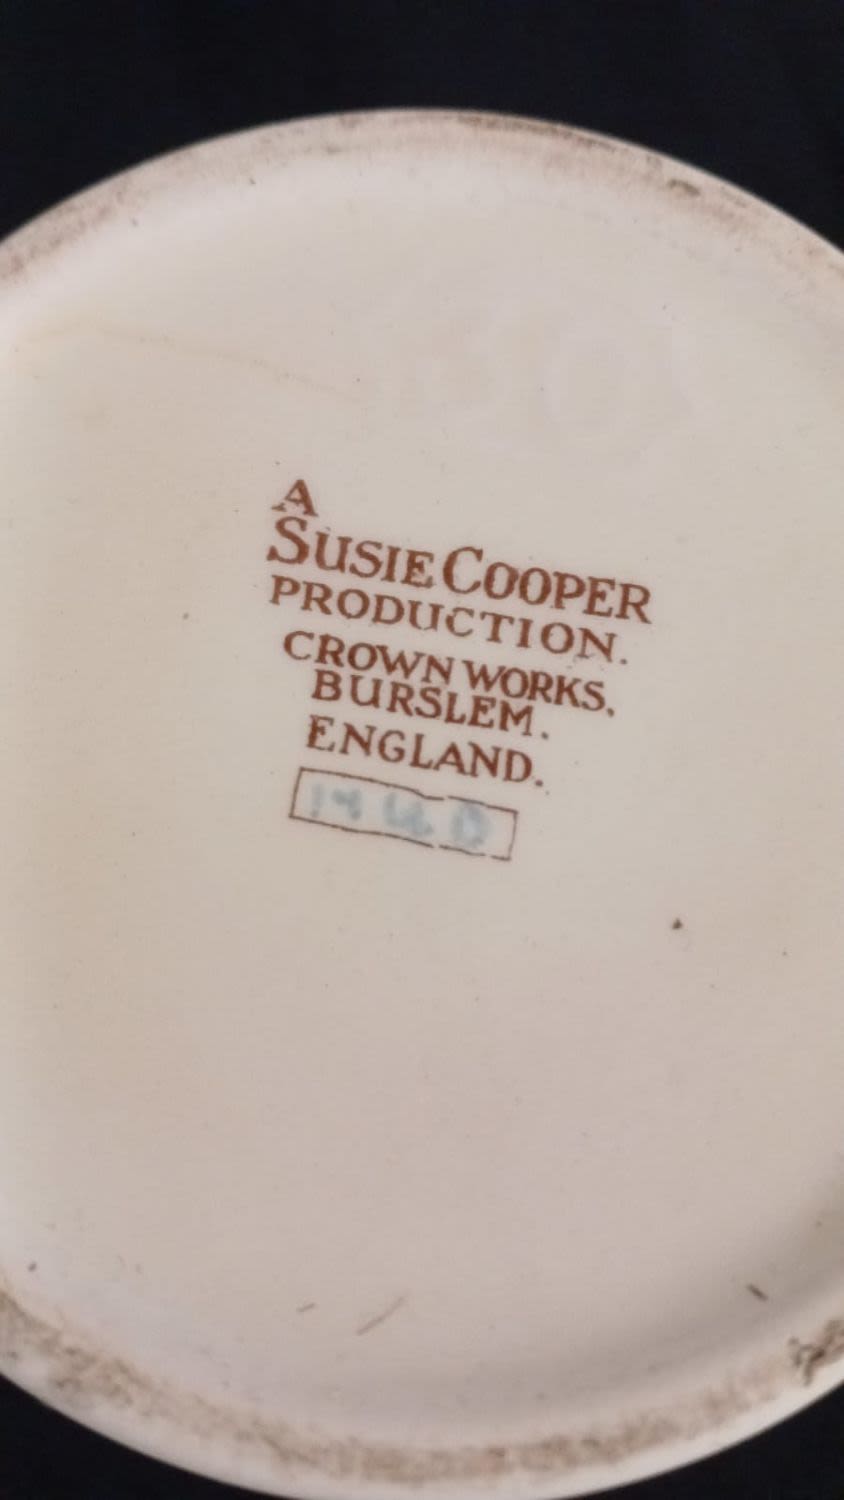 A
SUSIE COOPER
PRODUCTION.
CROWN WORKS.
BURSLEM.
ENGLAND.